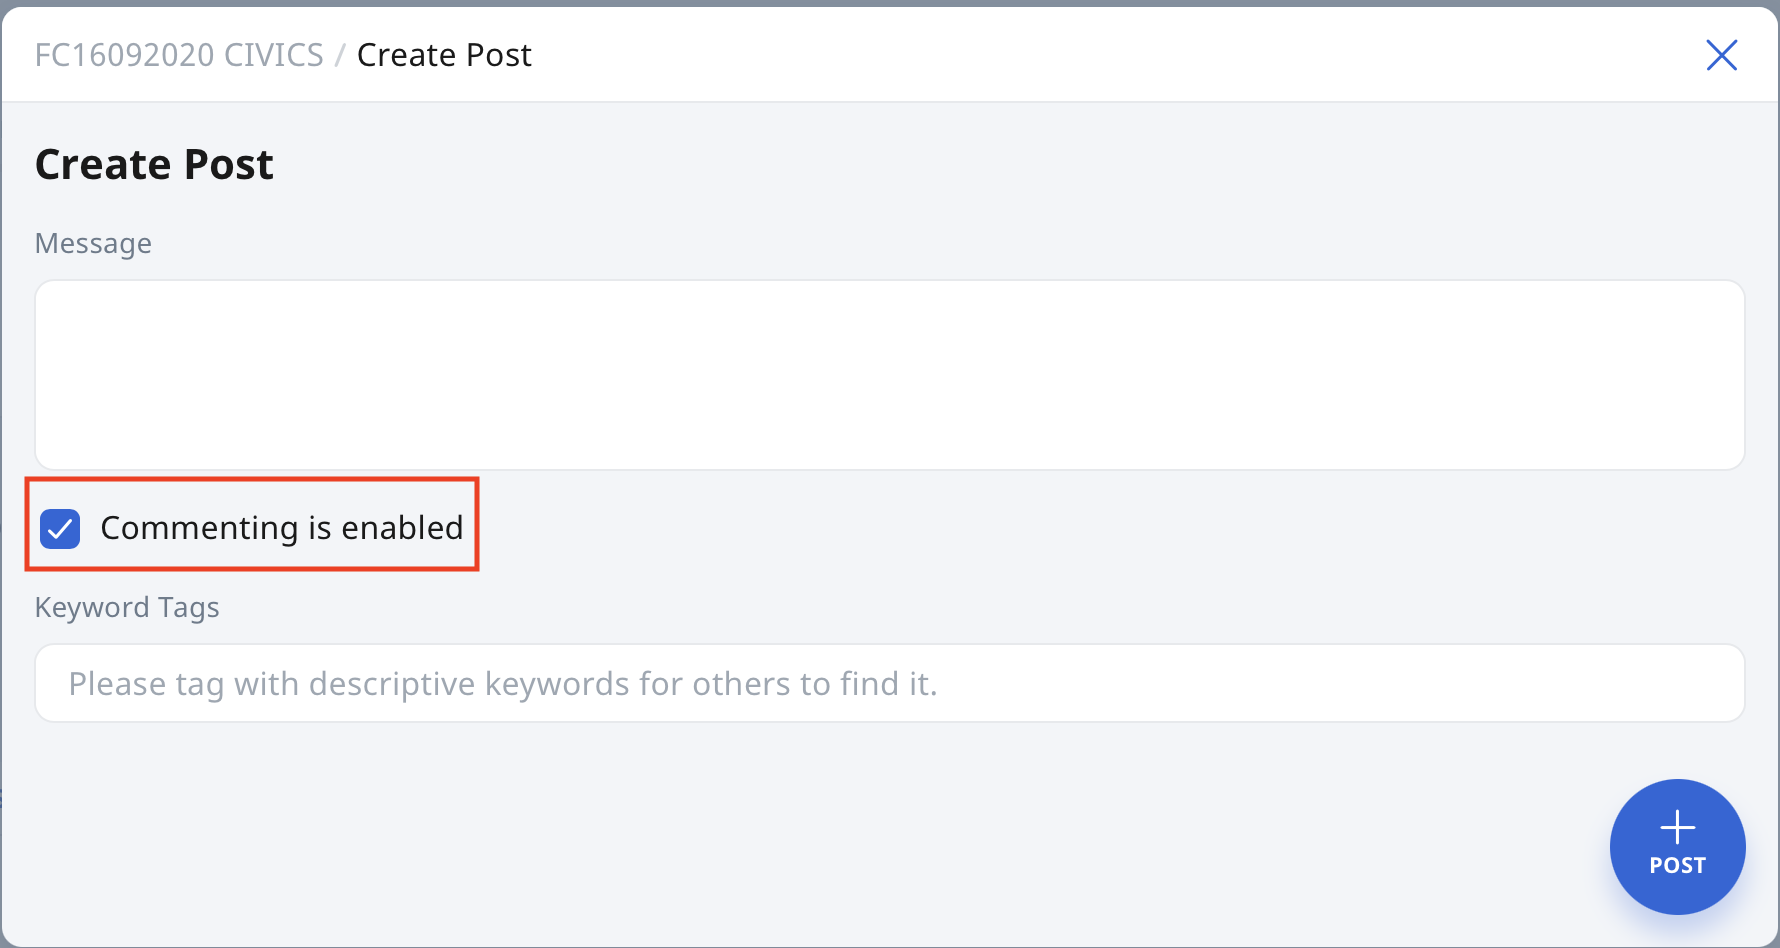 FC16092020 CIVICS / Create Post
Create Post
Message
Commenting is enabled
Keyword Tags
Please tag with descriptive keywords for others to find it.
POST